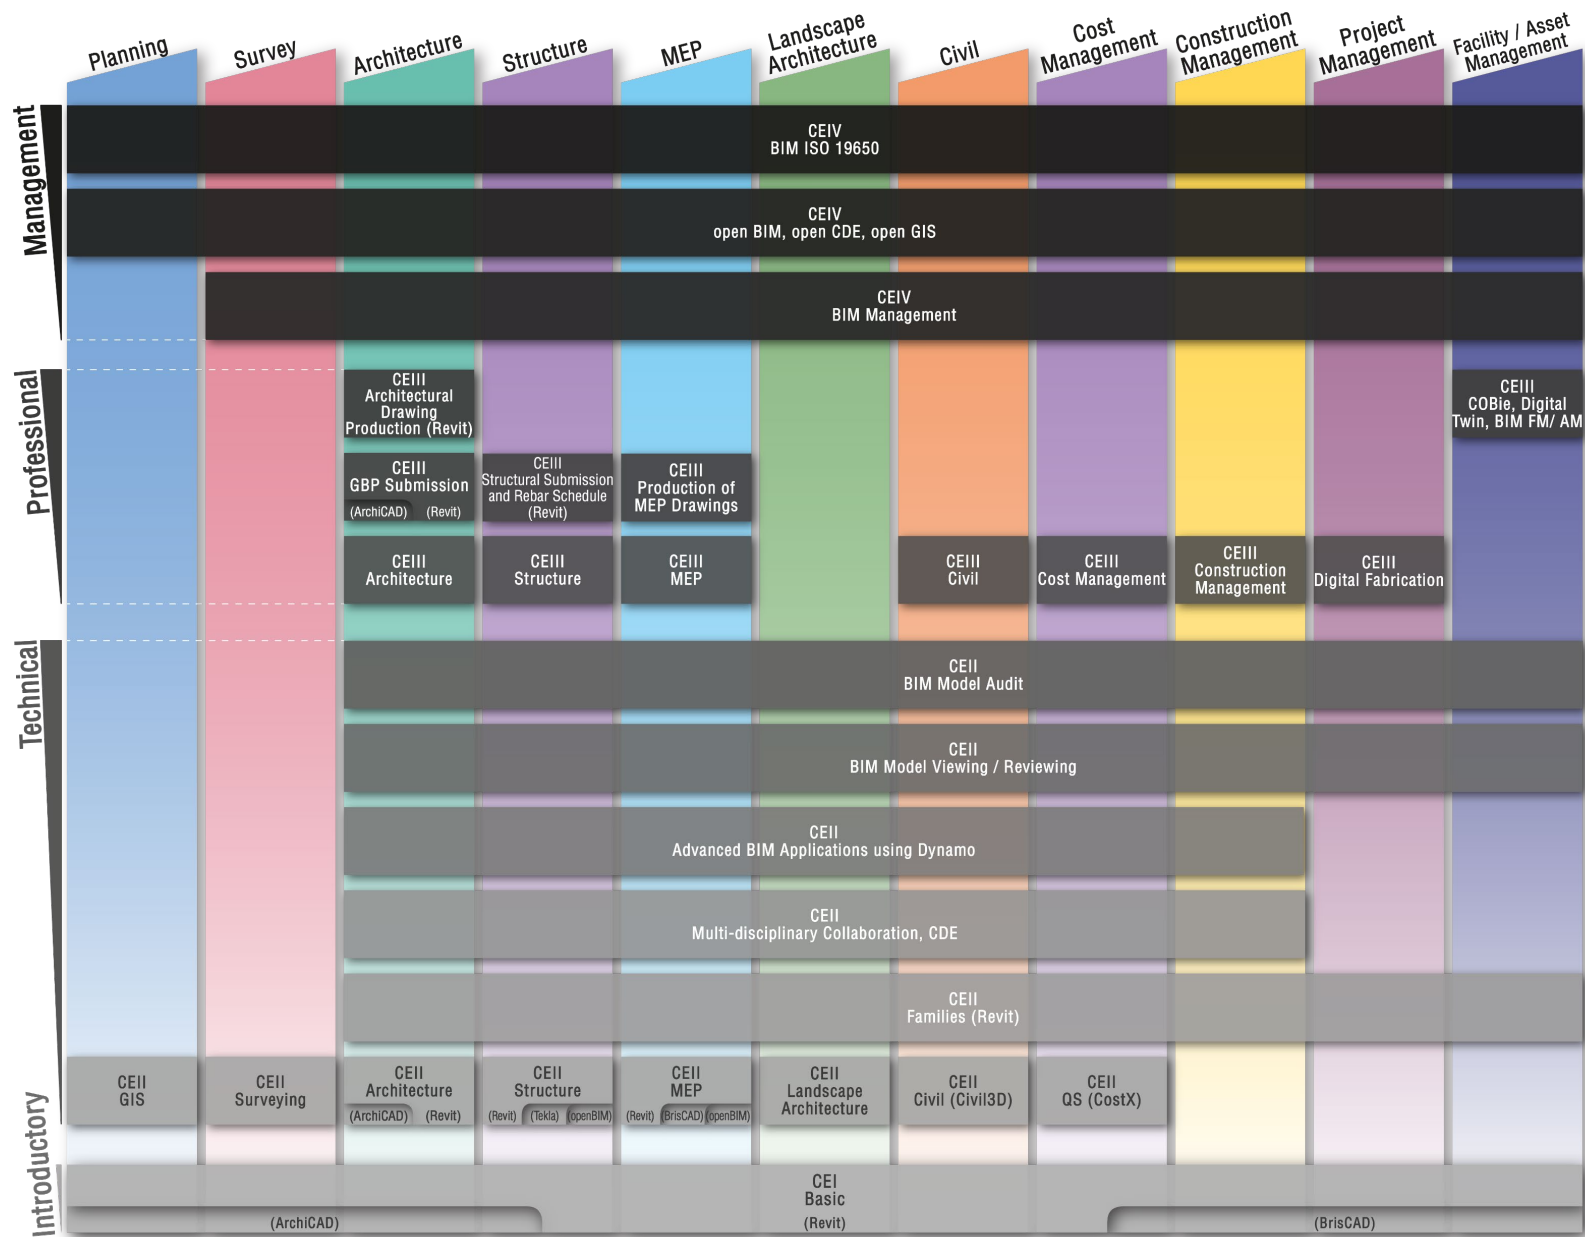 Planning
Survey
Architecture
Structure
MEP
Landscape
Architecture
Civil
Cost
Management
Construction
Management
Project
Management
Facility / Asset
Management
Management
CEIV
BIM ISO 19650
CEIV
open BIM, open CDE, open GIS
CEIV
BIM Management
Professional
CEIII
Architectural
Drawing
Production (Revit)
CEIII
COBie, Digital
Twin, BIM FM/ AM
CEIII
GBP Submission
(ArchiCAD) (Revit)
CEIII
Structural Submission
and Rebar Schedule
(Revit)
CEIII
Production of
MEP Drawings
CEIII
Architecture
CEIII
Structure
CEIII
MEP
CEIII
Civil
CEIII
Cost Management
CEIII
Construction
Management
CEIII
Digital Fabrication
Technical
CEII
BIM Model Audit
CEII
BIM Model Viewing / Reviewing
CEII
Advanced BIM Applications using Dynamo
CEII
Multi-disciplinary Collaboration, CDE
CEII
Families (Revit)
CEII
GIS
CEII
Surveying
CEII
Architecture
(ArchiCAD) (Revit)
CEII
Structure
(Revit) (Tekla) (openBIM)
CEII
MEP
(Revit) (BrisCAD) (openBIM)
CEII
Landscape
Architecture
CEII
Civil (Civil3D)
CEII
QS (CostX)
Introductory
CEI
Basic
(ArchiCAD) (Revit) (BrisCAD)